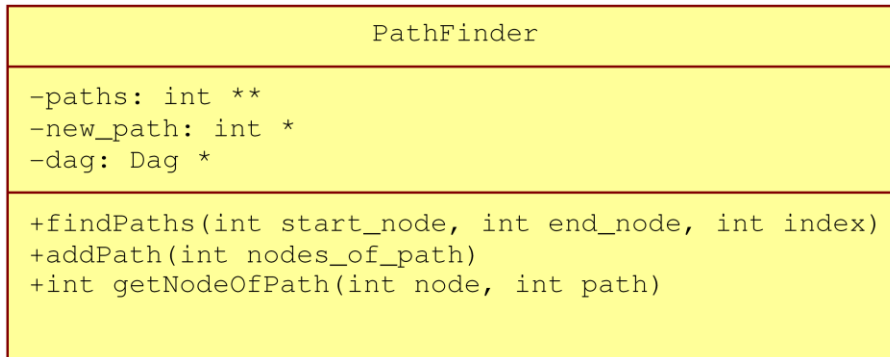 PathFinder
-paths: int **
-new_path: int *
-dag: Dag *
+findPaths(int start_node, int end_node, int index)
+addPath(int nodes_of_path)
+int getNodeOfPath(int node, int path)